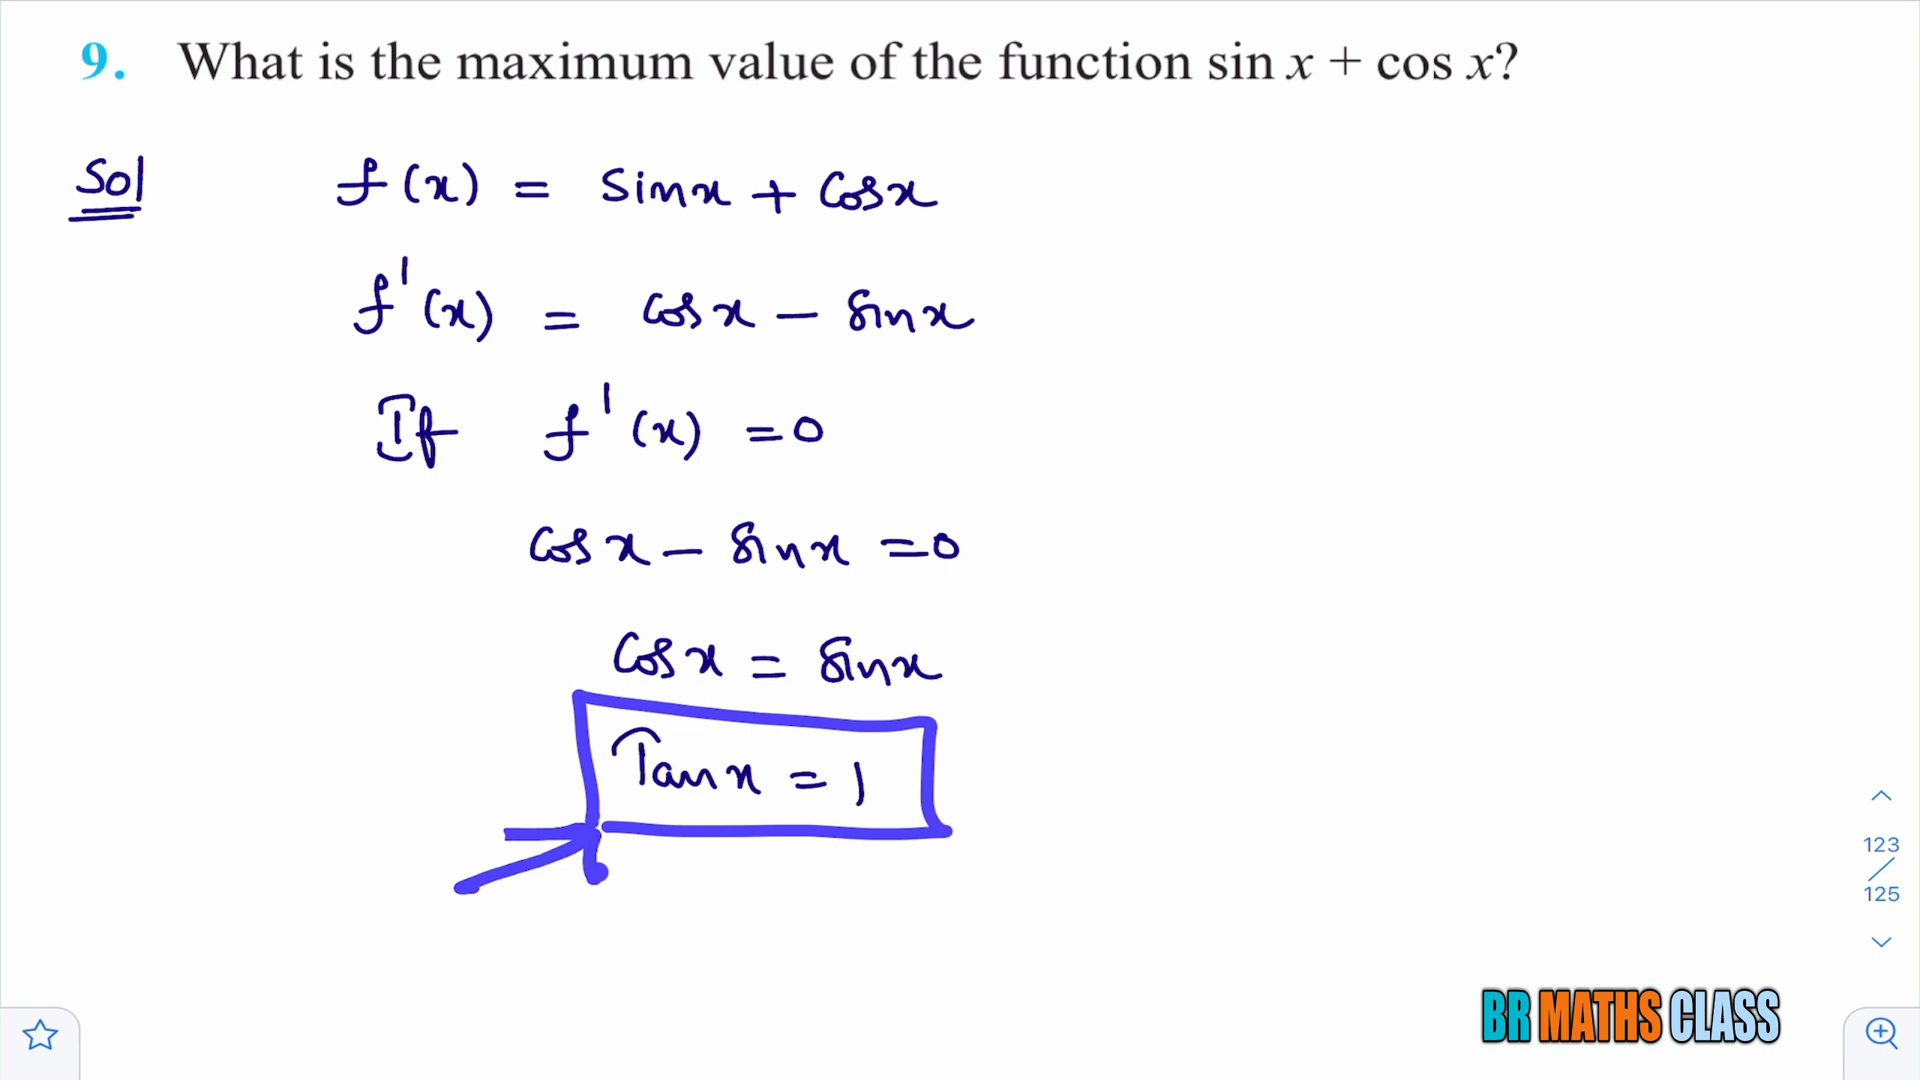 9. What is the maximum value of the function sin x + cos x?
Sol
f(x) = Sinx + Cosx
f'(x) = Cosx - Sinx
If f'(x) = 0
Cosx - Sinx = 0
Cosx = Sinx
Tanx = 1
123
/
125
BR MATHS CLASS